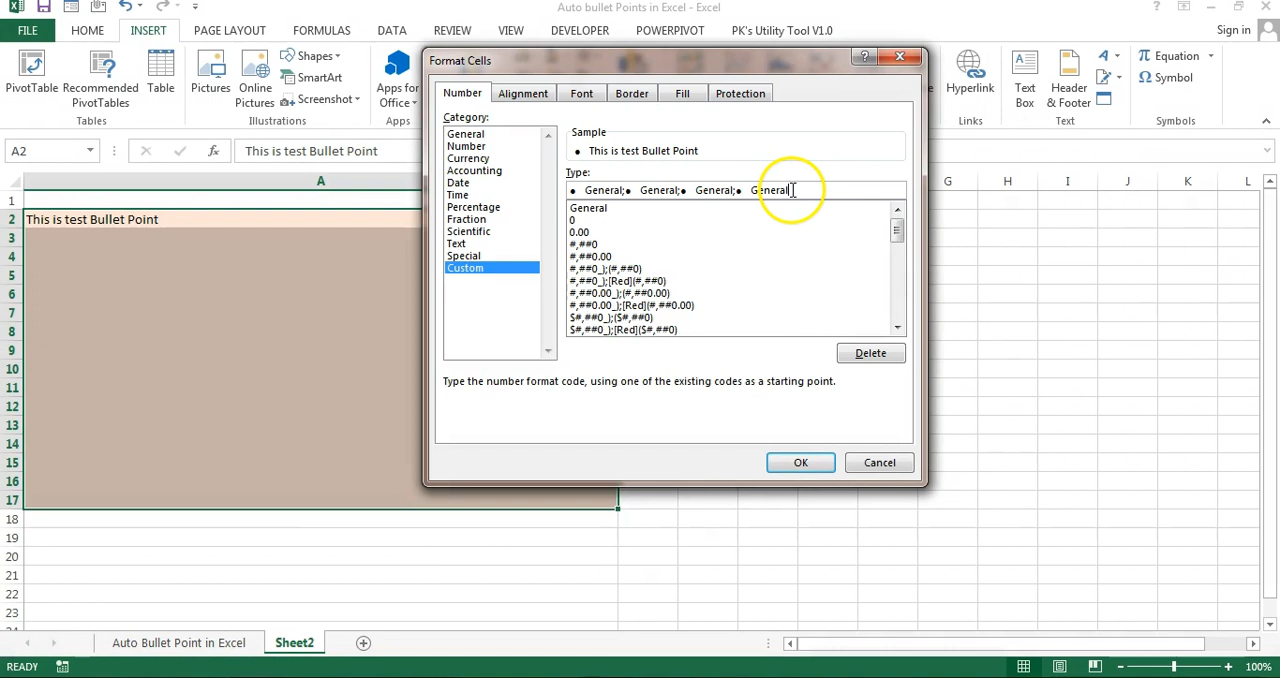 Auto bullet Points in Excel - Excel
FILE HOME INSERT PAGE LAYOUT FORMULAS DATA REVIEW VIEW DEVELOPER POWERPIVOT PK's Utility Tool V1.0 Sign in
PivotTable Recommended PivotTables Table
Tables
Pictures Online Pictures Shapes SmartArt Screenshot
Illustrations
Apps for Office
Apps
Hyperlink
Links
Text Box Header & Footer
Text
Equation
Symbol
Symbols
A2 fx This is test Bullet Point
A G H I J K L
1
2 This is test Bullet Point
3
4
5
6
7
8
9
10
11
12
13
14
15
16
17
18
19
20
21
22
23
Format Cells
Number Alignment Font Border Fill Protection
Category:
General
Number
Currency
Accounting
Date
Time
Percentage
Fraction
Scientific
Text
Special
Custom
Sample
● This is test Bullet Point
Type:
● General;● General;● General;● General
General
0
0.00
#,##0
#,##0.00
#,##0_);(#,##0)
#,##0_);[Red](#,##0)
#,##0.00_);(#,##0.00)
#,##0.00_);[Red](#,##0.00)
$#,##0_);($#,##0)
$#,##0_);[Red]($#,##0)
Delete
Type the number format code, using one of the existing codes as a starting point.
OK Cancel
Auto Bullet Point in Excel Sheet2
READY 100%